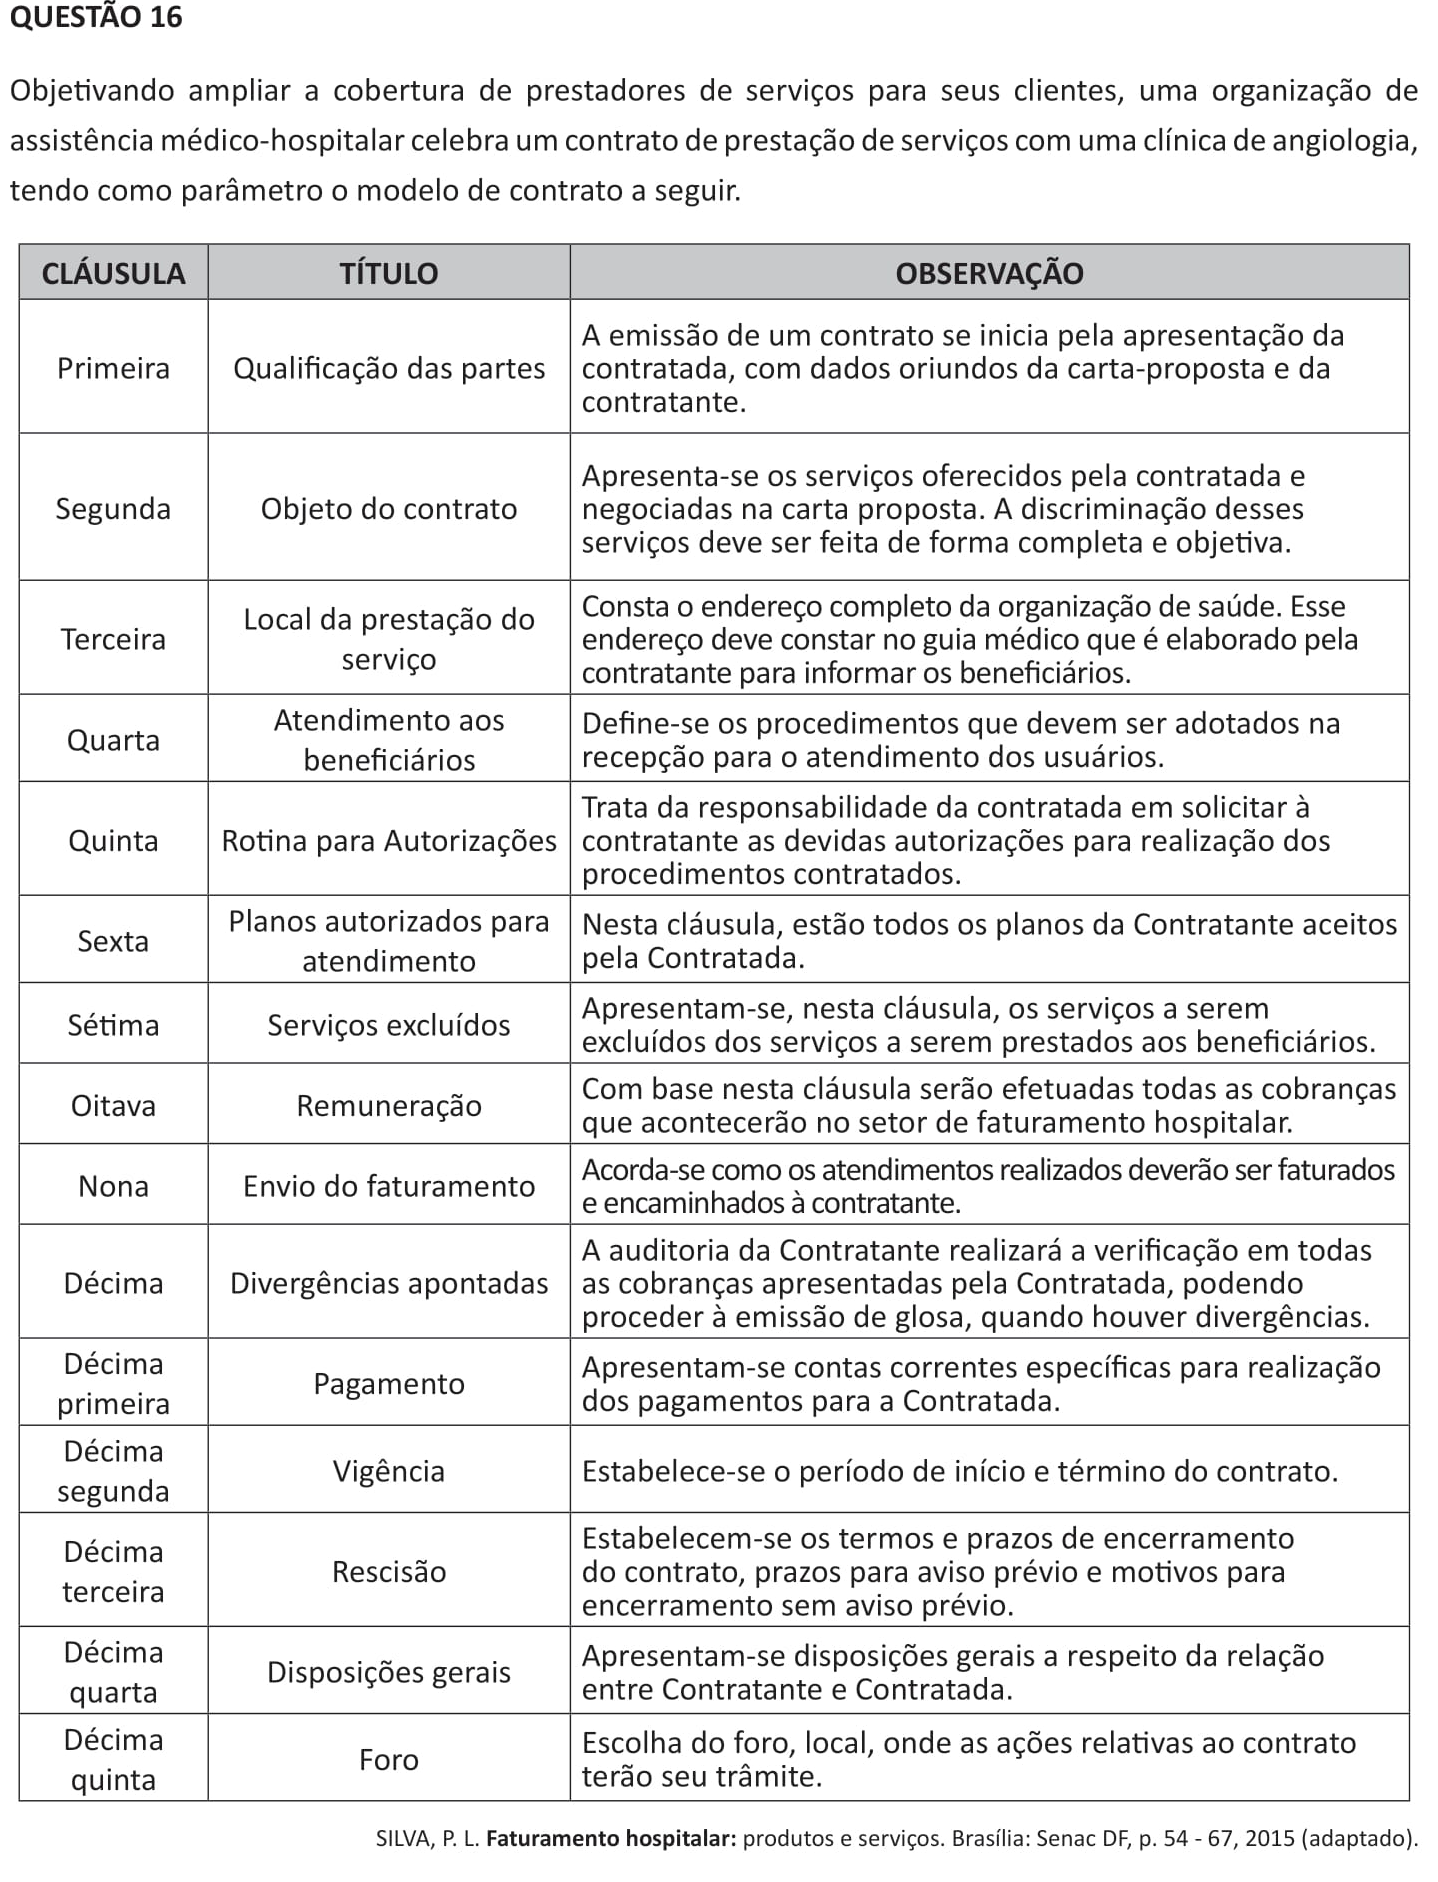 QUESTÃO 16
Objetivando ampliar a cobertura de prestadores de serviços para seus clientes, uma organização de
assistência médico-hospitalar celebra um contrato de prestação de serviços com uma clínica de angiologia,
tendo como parâmetro o modelo de contrato a seguir.
CLÁUSULA TÍTULO OBSERVAÇÃO
Primeira
Qualificação das partes
A emissão de um contrato se inicia pela apresentação da
contratada, com dados oriundos da carta-proposta e da
contratante.
Segunda
Objeto do contrato
Apresenta-se os serviços oferecidos pela contratada e
negociadas na carta proposta. A discriminação desses
serviços deve ser feita de forma completa e objetiva.
Terceira
Local da prestação do
serviço
Consta o endereço completo da organização de saúde. Esse
endereço deve constar no guia médico que é elaborado pela
contratante para informar os beneficiários.
Quarta
Atendimento aos
beneficiários
Define-se os procedimentos que devem ser adotados na
recepção para o atendimento dos usuários.
Quinta
Rotina para Autorizações
Trata da responsabilidade da contratada em solicitar à
contratante as devidas autorizações para realização dos
procedimentos contratados.
Sexta
Planos autorizados para
atendimento
Nesta cláusula, estão todos os planos da Contratante aceitos
pela Contratada.
Sétima
Serviços excluídos
Apresentam-se, nesta cláusula, os serviços a serem
excluídos dos serviços a serem prestados aos beneficiários.
Oitava
Remuneração
Com base nesta cláusula serão efetuadas todas as cobranças
que acontecerão no setor de faturamento hospitalar.
Nona
Envio do faturamento
Acorda-se como os atendimentos realizados deverão ser faturados
e encaminhados à contratante.
Décima
Divergências apontadas
A auditoria da Contratante realizará a verificação em todas
as cobranças apresentadas pela Contratada, podendo
proceder à emissão de glosa, quando houver divergências.
Décima
primeira
Pagamento
Apresentam-se contas correntes específicas para realização
dos pagamentos para a Contratada.
Décima
segunda
Vigência
Estabelece-se o período de início e término do contrato.
Décima
terceira
Rescisão
Estabelecem-se os termos e prazos de encerramento
do contrato, prazos para aviso prévio e motivos para
encerramento sem aviso prévio.
Décima
quarta
Disposições gerais
Apresentam-se disposições gerais a respeito da relação
entre Contratante e Contratada.
Décima
quinta
Foro
Escolha do foro, local, onde as ações relativas ao contrato
terão seu trâmite.
SILVA, P. L. Faturamento hospitalar: produtos e serviços. Brasília: Senac DF, p. 54 - 67, 2015 (adaptado).